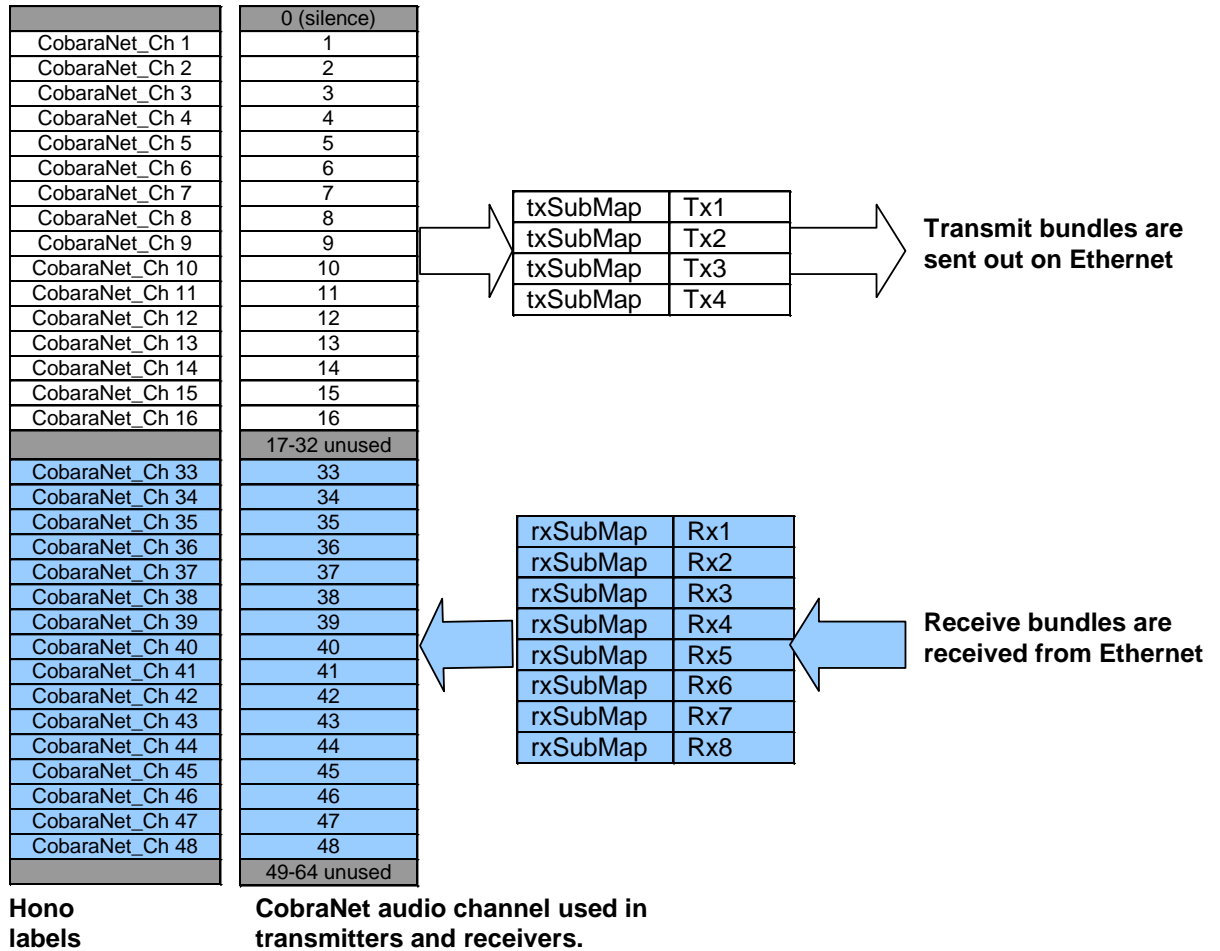 0 (silence)
CobaraNet_Ch 1 1
CobaraNet_Ch 2 2
CobaraNet_Ch 3 3
CobaraNet_Ch 4 4
CobaraNet_Ch 5 5
CobaraNet_Ch 6 6
CobaraNet_Ch 7 7
CobaraNet_Ch 8 8
CobaraNet_Ch 9 9
CobaraNet_Ch 10 10
CobaraNet_Ch 11 11
CobaraNet_Ch 12 12
CobaraNet_Ch 13 13
CobaraNet_Ch 14 14
CobaraNet_Ch 15 15
CobaraNet_Ch 16 16
17-32 unused
CobaraNet_Ch 33 33
CobaraNet_Ch 34 34
CobaraNet_Ch 35 35
CobaraNet_Ch 36 36
CobaraNet_Ch 37 37
CobaraNet_Ch 38 38
CobaraNet_Ch 39 39
CobaraNet_Ch 40 40
CobaraNet_Ch 41 41
CobaraNet_Ch 42 42
CobaraNet_Ch 43 43
CobaraNet_Ch 44 44
CobaraNet_Ch 45 45
CobaraNet_Ch 46 46
CobaraNet_Ch 47 47
CobaraNet_Ch 48 48
49-64 unused
Hono
labels
CobraNet audio channel used in
transmitters and receivers.
txSubMap Tx1
txSubMap Tx2
txSubMap Tx3
txSubMap Tx4
Transmit bundles are
sent out on Ethernet
rxSubMap Rx1
rxSubMap Rx2
rxSubMap Rx3
rxSubMap Rx4
rxSubMap Rx5
rxSubMap Rx6
rxSubMap Rx7
rxSubMap Rx8
Receive bundles are
received from Ethernet